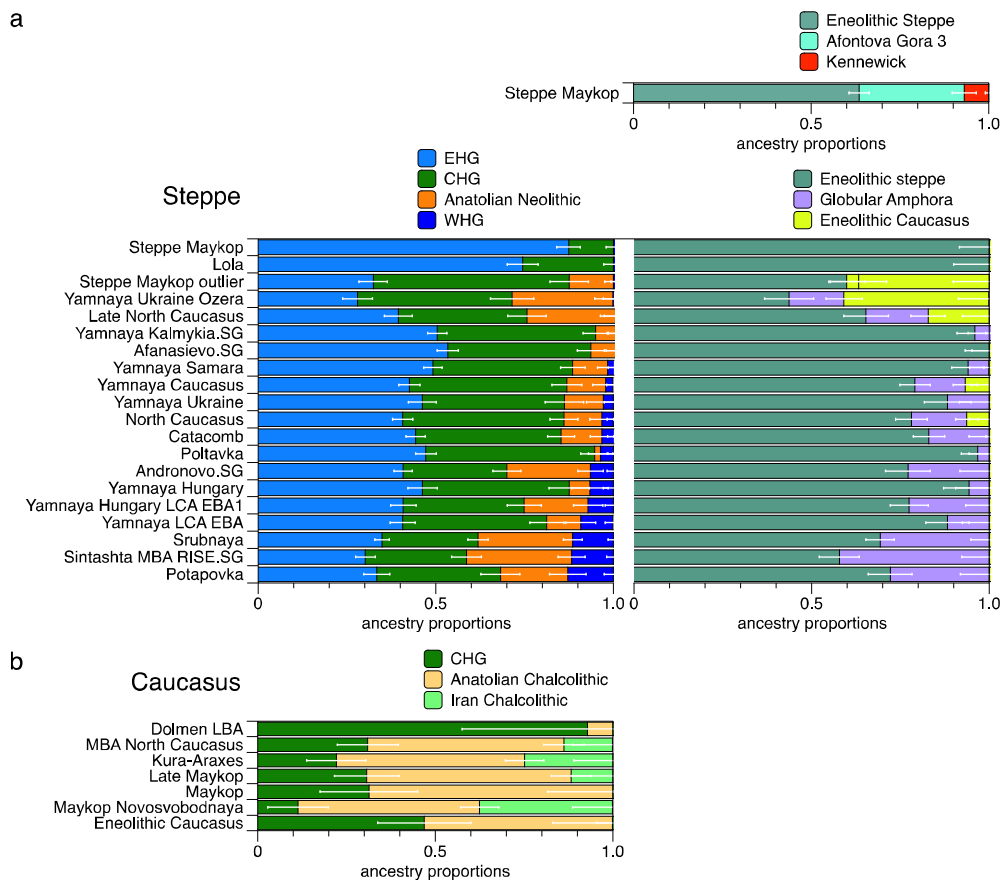 a
Eneolithic Steppe
Afontova Gora 3
Kennewick
Steppe Maykop
0 0.5 1.0
ancestry proportions
Steppe
EHG
CHG
Anatolian Neolithic
WHG
Eneolithic steppe
Globular Amphora
Eneolithic Caucasus
Steppe Maykop
Lola
Steppe Maykop outlier
Yamnaya Ukraine Ozera
Late North Caucasus
Yamnaya Kalmykia.SG
Afanasievo.SG
Yamnaya Samara
Yamnaya Caucasus
Yamnaya Ukraine
North Caucasus
Catacomb
Poltavka
Andronovo.SG
Yamnaya Hungary
Yamnaya Hungary LCA EBA1
Yamnaya LCA EBA
Srubnaya
Sintashta MBA RISE.SG
Potapovka
0 0.5 1.0 0 0.5 1.0
ancestry proportions ancestry proportions
b
Caucasus
CHG
Anatolian Chalcolithic
Iran Chalcolithic
Dolmen LBA
MBA North Caucasus
Kura-Araxes
Late Maykop
Maykop
Maykop Novosvobodnaya
Eneolithic Caucasus
0 0.5 1.0
ancestry proportions